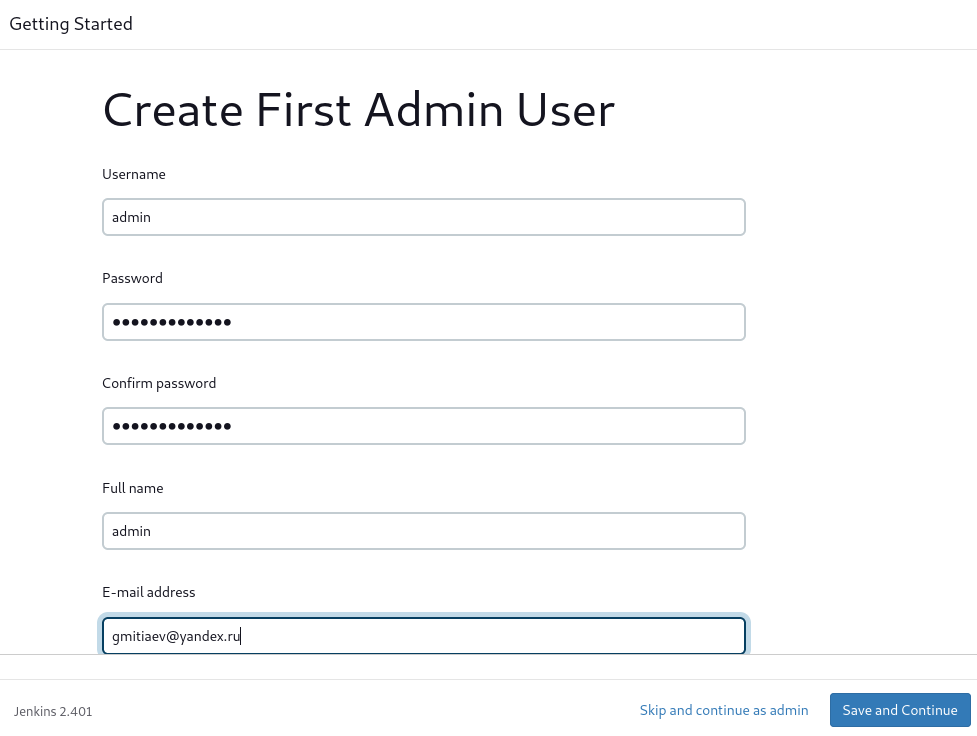 Getting Started
Create First Admin User
Username
admin
Password
•••••••••••••
Confirm password
•••••••••••••
Full name
admin
E-mail address
gmitiaev@yandex.ru
Jenkins 2.401
Skip and continue as admin
Save and Continue